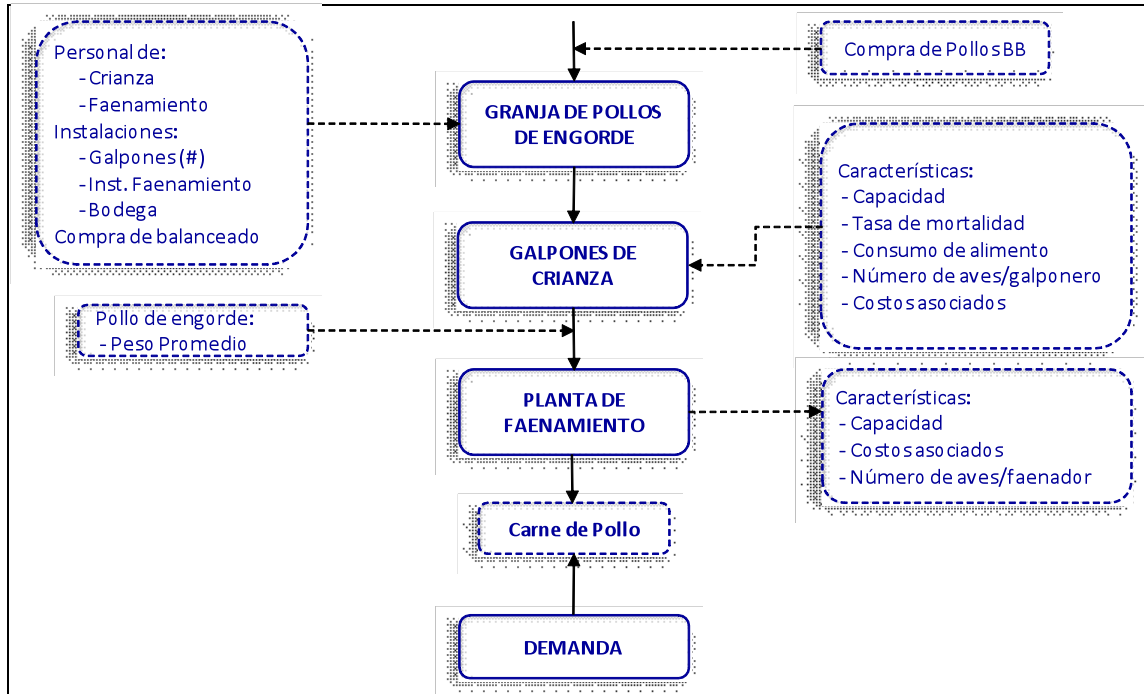 Personal de:
- Crianza
- Faenamiento
Instalaciones:
- Galpones (#)
- Inst. Faenamiento
- Bodega
Compra de balanceado
Compra de Pollos BB
GRANJA DE POLLOS
DE ENGORDE
Características:
- Capacidad
- Tasa de mortalidad
- Consumo de alimento
- Número de aves/galponero
- Costos asociados
GALPONES DE
CRIANZA
Pollo de engorde:
- Peso Promedio
PLANTA DE
FAENAMIENTO
Características:
- Capacidad
- Costos asociados
- Número de aves/faenador
Carne de Pollo
DEMANDA